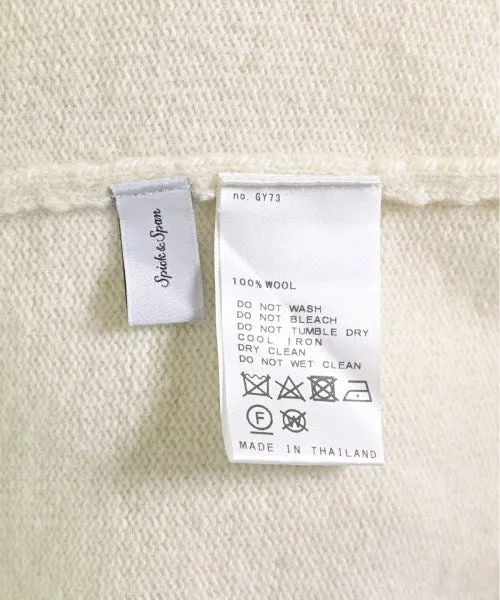 Spick & Span
no. GY73
100% WOOL
DO NOT WASH
DO NOT BLEACH
DO NOT TUMBLE DRY
COOL IRON
DRY CLEAN
DO NOT WET CLEAN
F W
MADE IN THAILAND